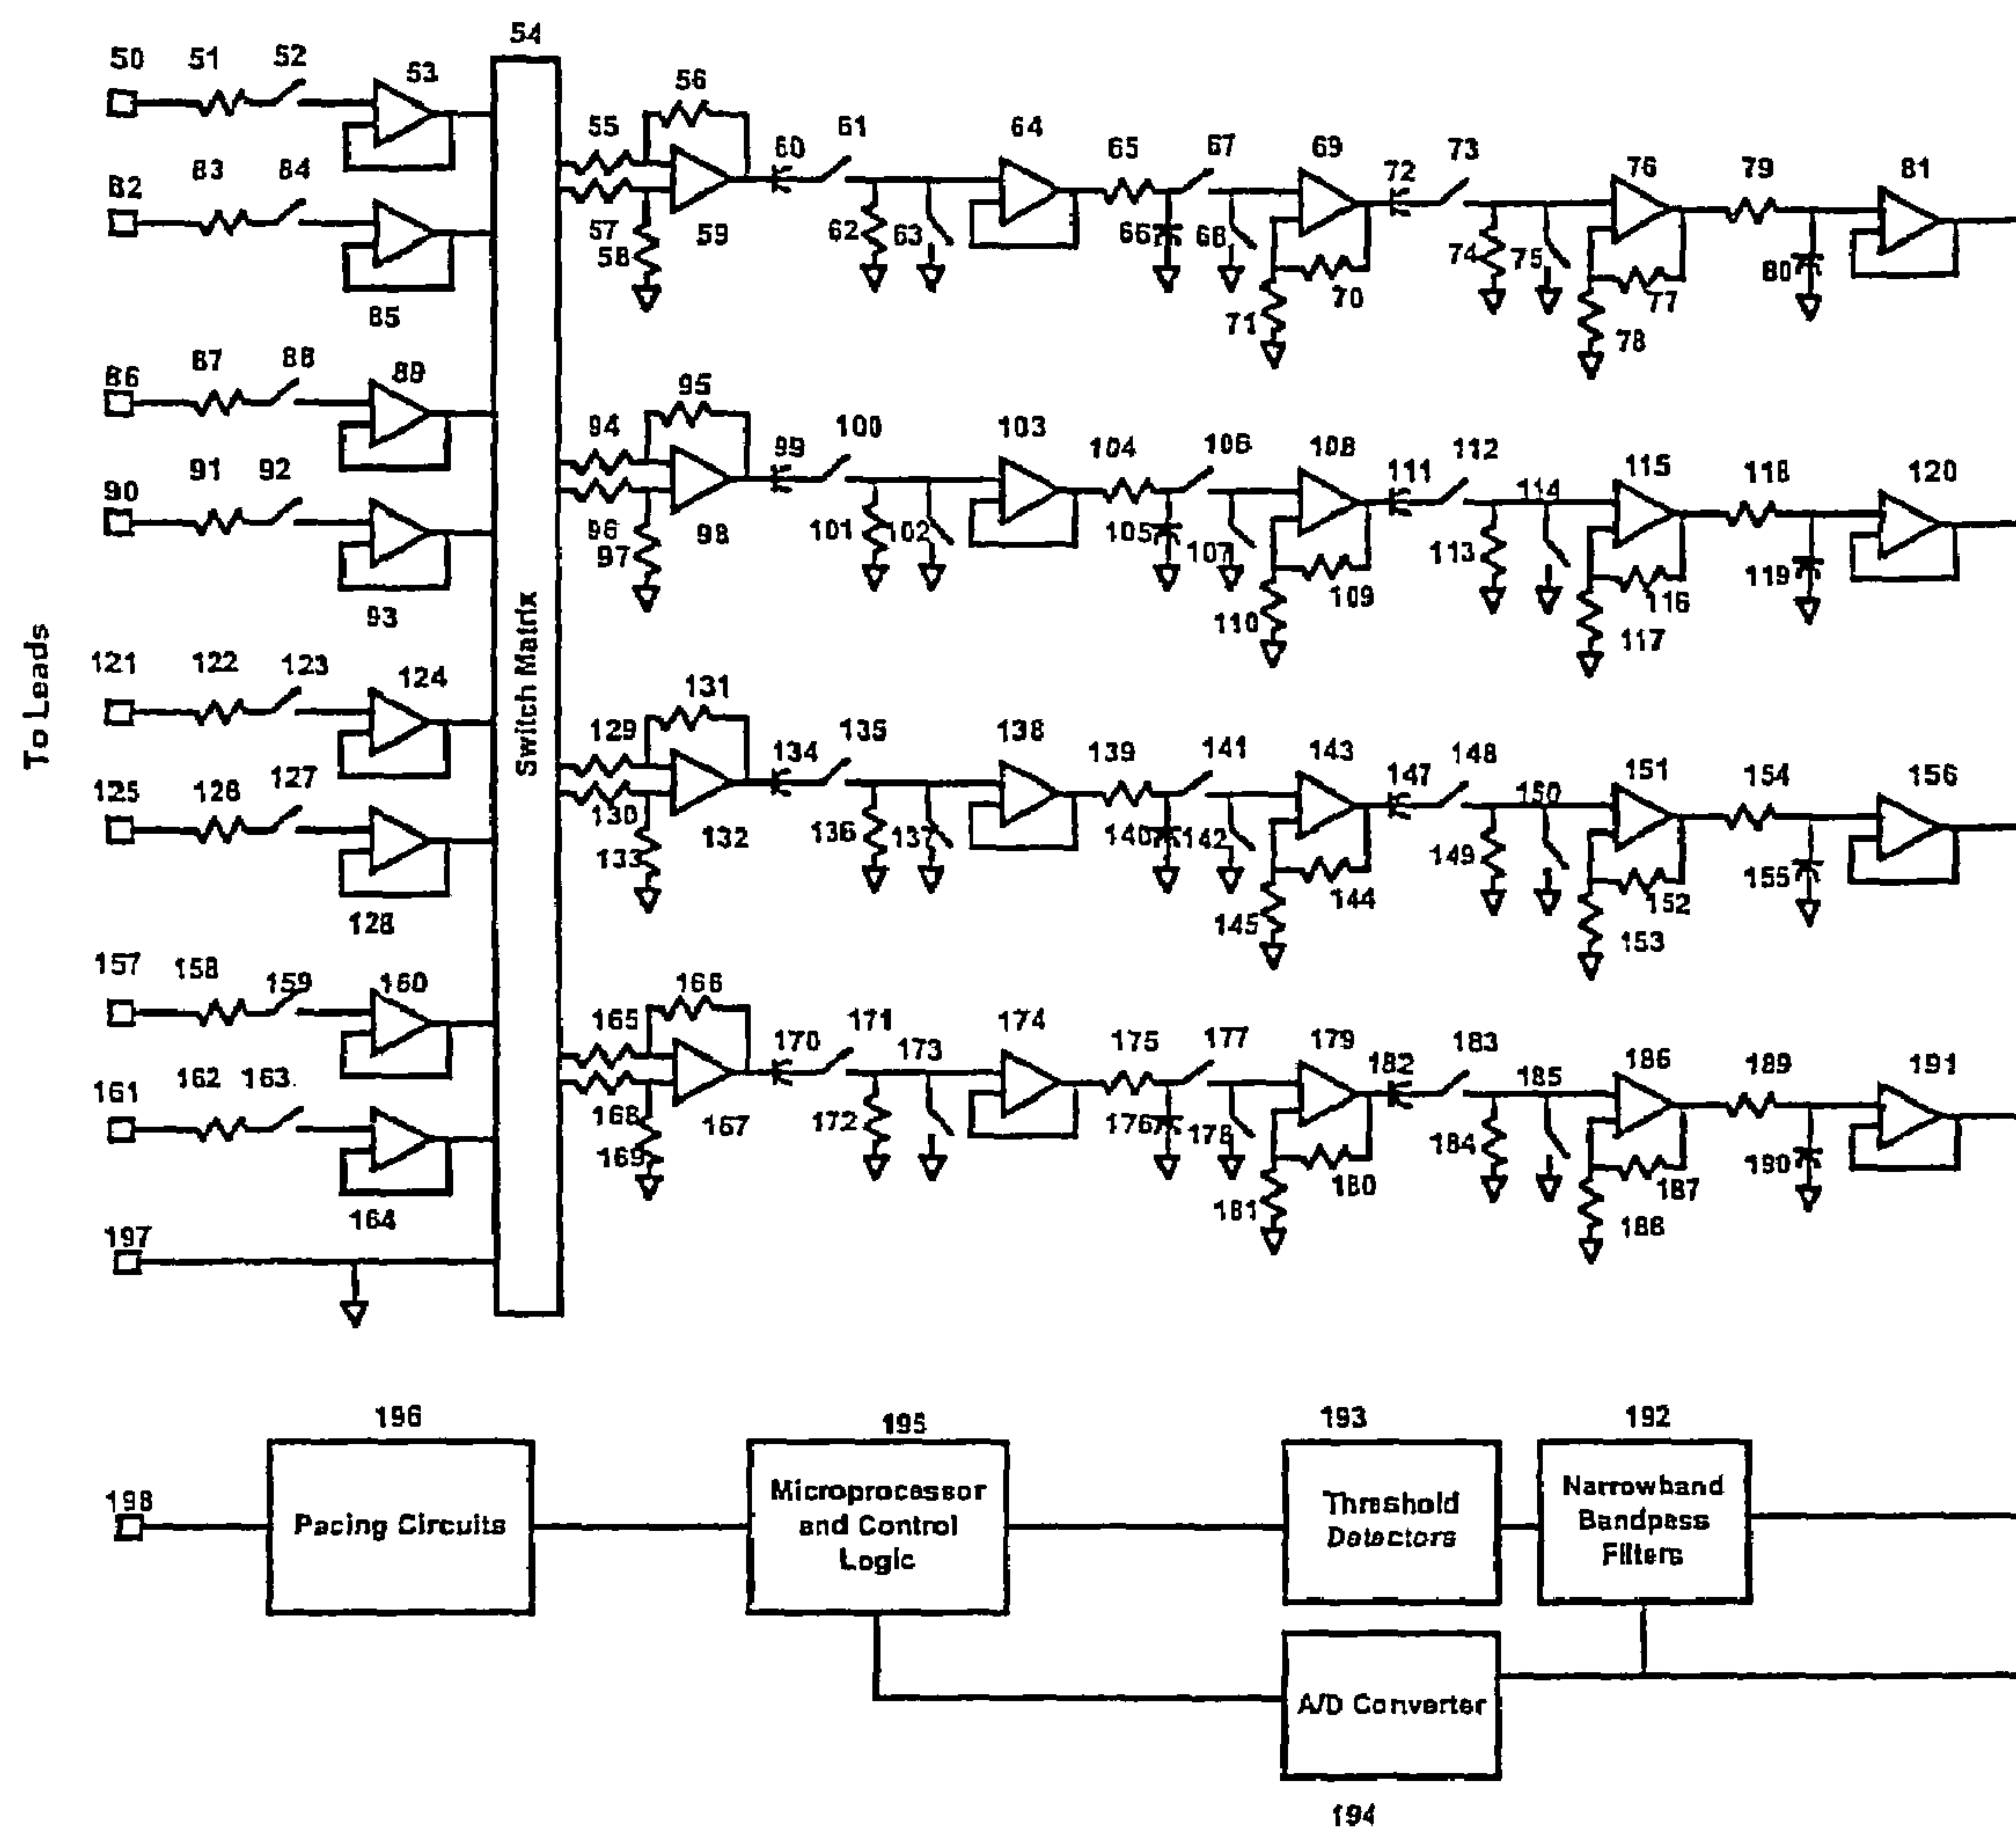 54
50 51 52 53
56
55
60 61 64 65 67 69 72 73 76 79 81
82 83 84
57 58 59 62 63 66 68 74 75 80
85
70 71 77 78
86 87 88 89
95
94 99 100 103 104 106 108 111 112 114 115 118 120
90 91 92
96 97 98 101 102 105 107 113 119
93
109 110 116 117
To Leads
Switch Matrix
121 122 123 124
131
129 134 135 138 139 141 143 147 148 150 151 154 156
125 126 127
130 133 132 136 137 140 142 149 155
128
144 145 152 153
157 158 159 160
166
165 170 171 173 174 175 177 179 182 183 185 186 189 191
161 162 163
168 169 167 172 176 178 184 190
164
180 181 187 188
197
196 195 193 192
198
Pacing Circuits
Microprocessor
and Control
Logic
Threshold
Detectors
Narrowband
Bandpass
Filters
A/D Converter
194